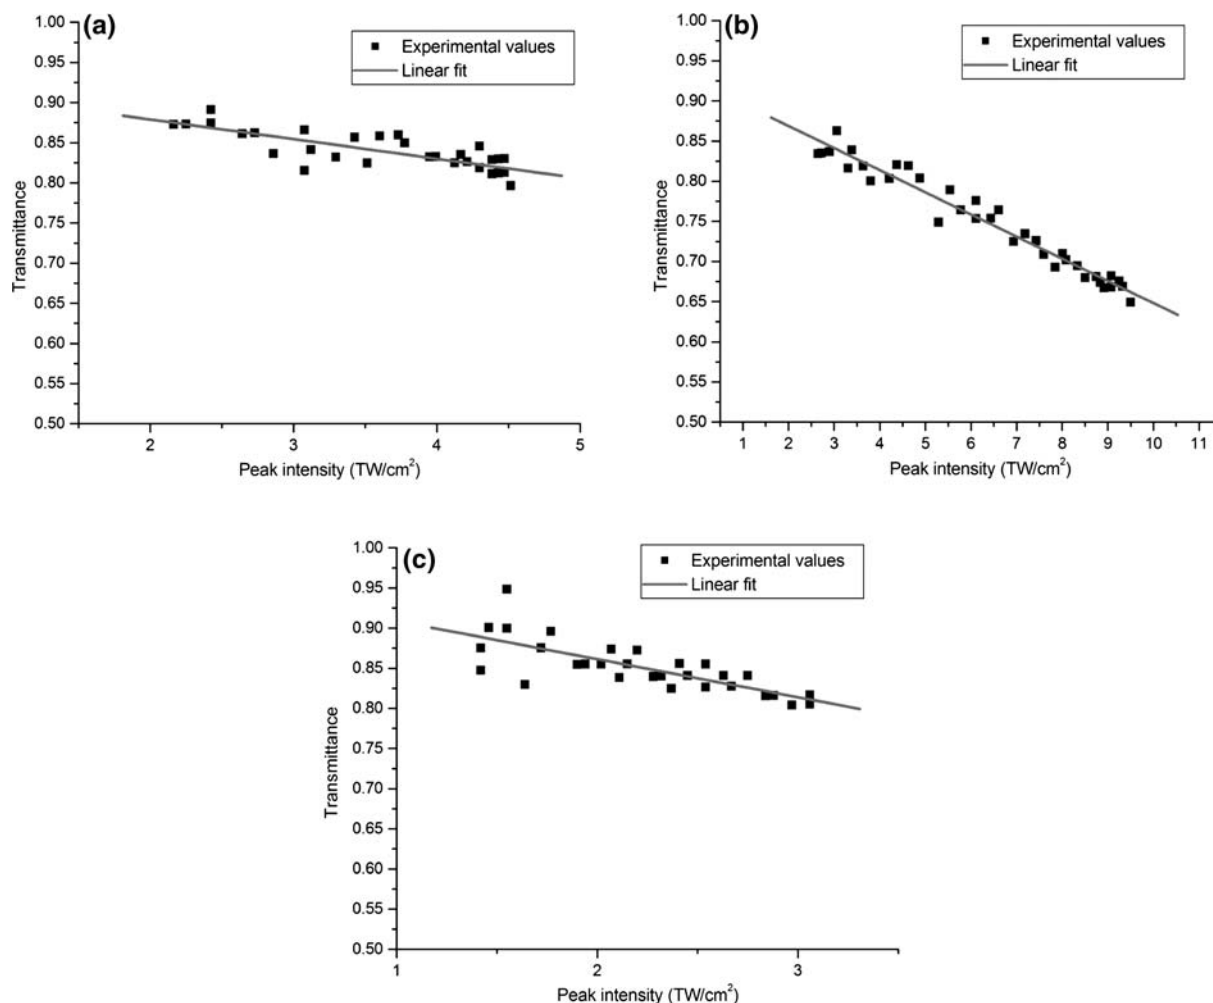 (a)
Experimental values
Linear fit
1.00
0.95
0.90
0.85
0.80
0.75
0.70
0.65
0.60
0.55
0.50
Transmittance
2 3 4 5
Peak intensity (TW/cm²)
(b)
Experimental values
Linear fit
1.00
0.95
0.90
0.85
0.80
0.75
0.70
0.65
0.60
0.55
0.50
Transmittance
1 2 3 4 5 6 7 8 9 10 11
Peak intensity (TW/cm²)
(c)
Experimental values
Linear fit
1.00
0.95
0.90
0.85
0.80
0.75
0.70
0.65
0.60
0.55
0.50
Transmittance
1 2 3
Peak intensity (TW/cm²)